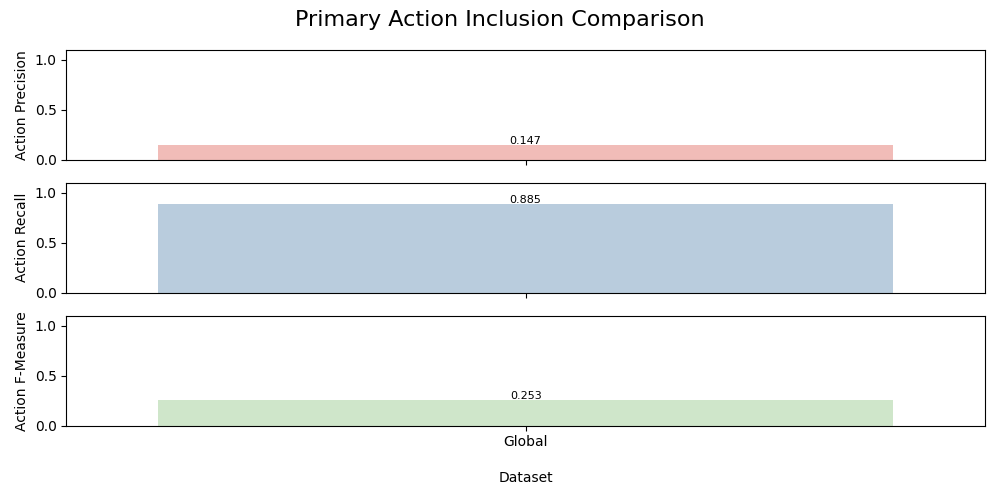 Primary Action Inclusion Comparison
Action Precision
1.0
0.5
0.0
0.147
Action Recall
1.0
0.5
0.0
0.885
Action F-Measure
1.0
0.5
0.0
0.253
Global
Dataset